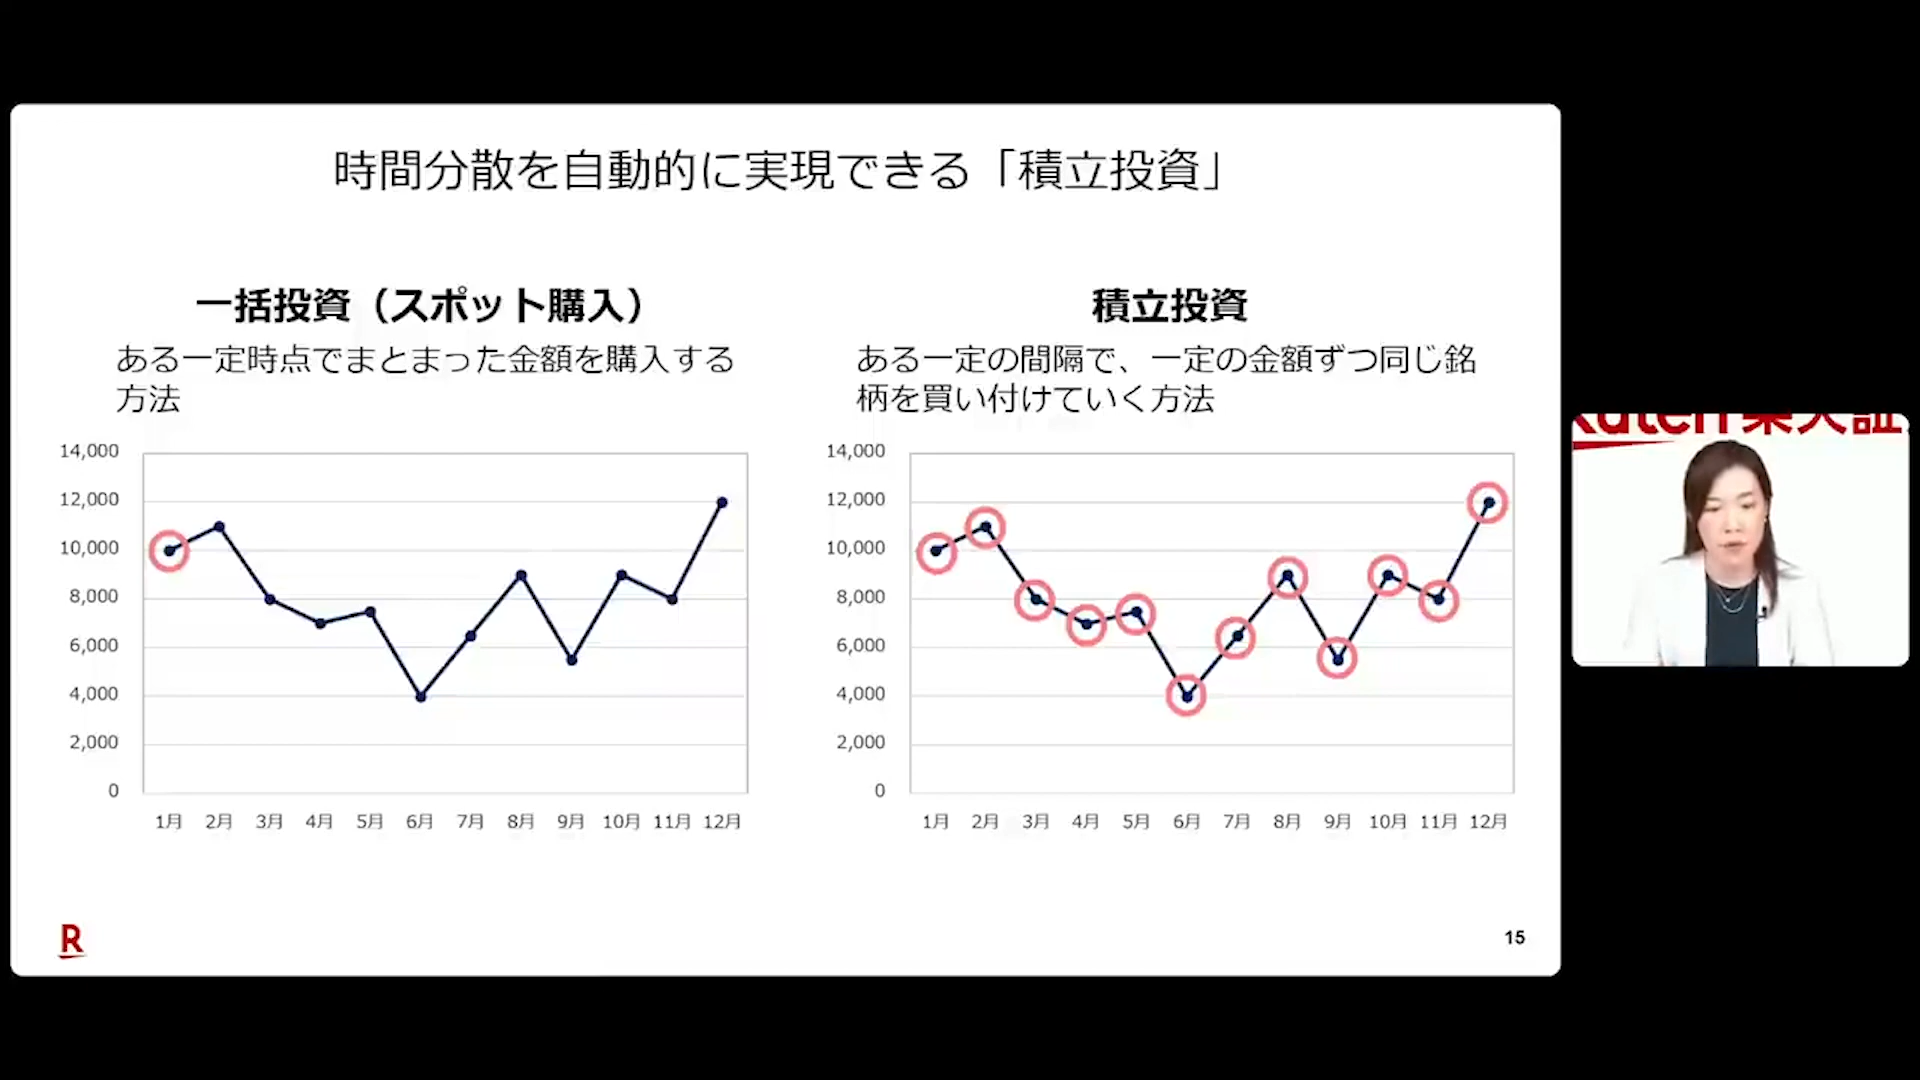 時間分散を自動的に実現できる「積立投資」
一括投資（スポット購入）
ある一定時点でまとまった金額を購入する
方法
14,000
12,000
10,000
8,000
6,000
4,000
2,000
0
1月 2月 3月 4月 5月 6月 7月 8月 9月 10月 11月 12月
積立投資
ある一定の間隔で、一定の金額ずつ同じ銘
柄を買い付けていく方法
14,000
12,000
10,000
8,000
6,000
4,000
2,000
0
1月 2月 3月 4月 5月 6月 7月 8月 9月 10月 11月 12月
R
15
Rakuten 楽天証